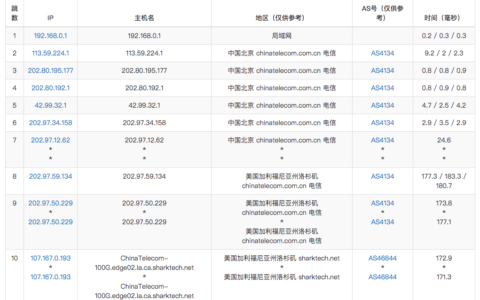 跳数 IP 主机名 地区（仅供参考） AS号（仅供参考） 时间（毫秒）
1 192.168.0.1 192.168.0.1 局域网 0.2 / 0.3 / 0.3
2 113.59.224.1 113.59.224.1 中国北京 chinatelecom.com.cn 电信 AS4134 9.2 / 2 / 2.3
3 202.80.195.177 202.80.195.177 中国北京 chinatelecom.com.cn 电信 AS4134 0.8 / 0.8 / 0.9
4 202.80.192.1 202.80.192.1 中国北京 chinatelecom.com.cn 电信 AS4134 0.8 / 0.9 / 0.8
5 42.99.32.1 42.99.32.1 中国北京 chinatelecom.com.cn 电信 AS4134 4.7 / 2.5 / 4.2
6 202.97.34.158 202.97.34.158 中国北京 chinatelecom.com.cn 电信 AS4134 2.9 / 3.5 / 2.9
7 202.97.12.62 202.97.12.62 中国北京 chinatelecom.com.cn 电信 AS4134 24.6
* * * * *
* * * * *
8 202.97.59.134 202.97.59.134 美国加利福尼亚州洛杉矶 AS4134 177.3 / 183.3 /
chinatelecom.com.cn 电信 180.7
9 202.97.50.229 202.97.50.229 美国加利福尼亚州洛杉矶 AS4134 173.8
* * chinatelecom.com.cn 电信 * *
202.97.50.229 202.97.50.229 * AS4134 177.1
美国加利福尼亚州洛杉矶
chinatelecom.com.cn 电信
10 107.167.0.193 ChinaTelecom- 美国加利福尼亚州洛杉矶 sharktech.net AS46844 172.9
* 100G.edge02.la.ca.sharktech.net * * *
107.167.0.193 * 美国加利福尼亚州洛杉矶 sharktech.net AS46844 171.3
ChinaTelecom-
100G.edge02.la.ca.sharktech.net